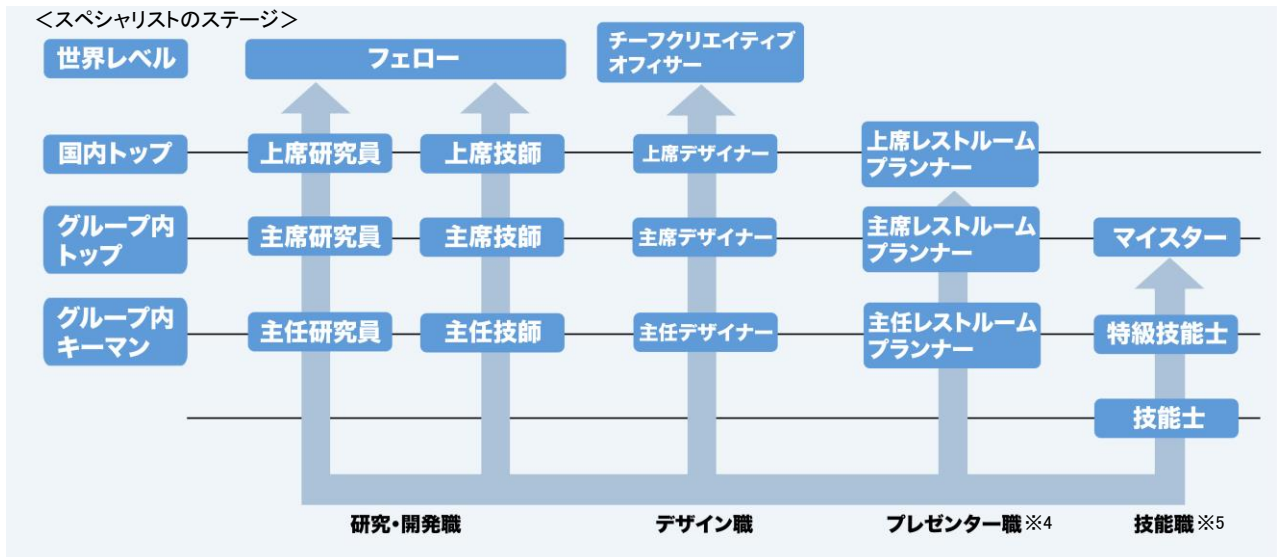 ＜スペシャリストのステージ＞
世界レベル
フェロー
チーフクリエイティブ
オフィサー
国内トップ
上席研究員
上席技師
上席デザイナー
上席レストルーム
プランナー
グループ内
トップ
主席研究員
主席技師
主席デザイナー
主席レストルーム
プランナー
マイスター
グループ内
キーマン
主任研究員
主任技師
主任デザイナー
主任レストルーム
プランナー
特級技能士
技能士
研究・開発職
デザイン職
プレゼンター職※4
技能職※5